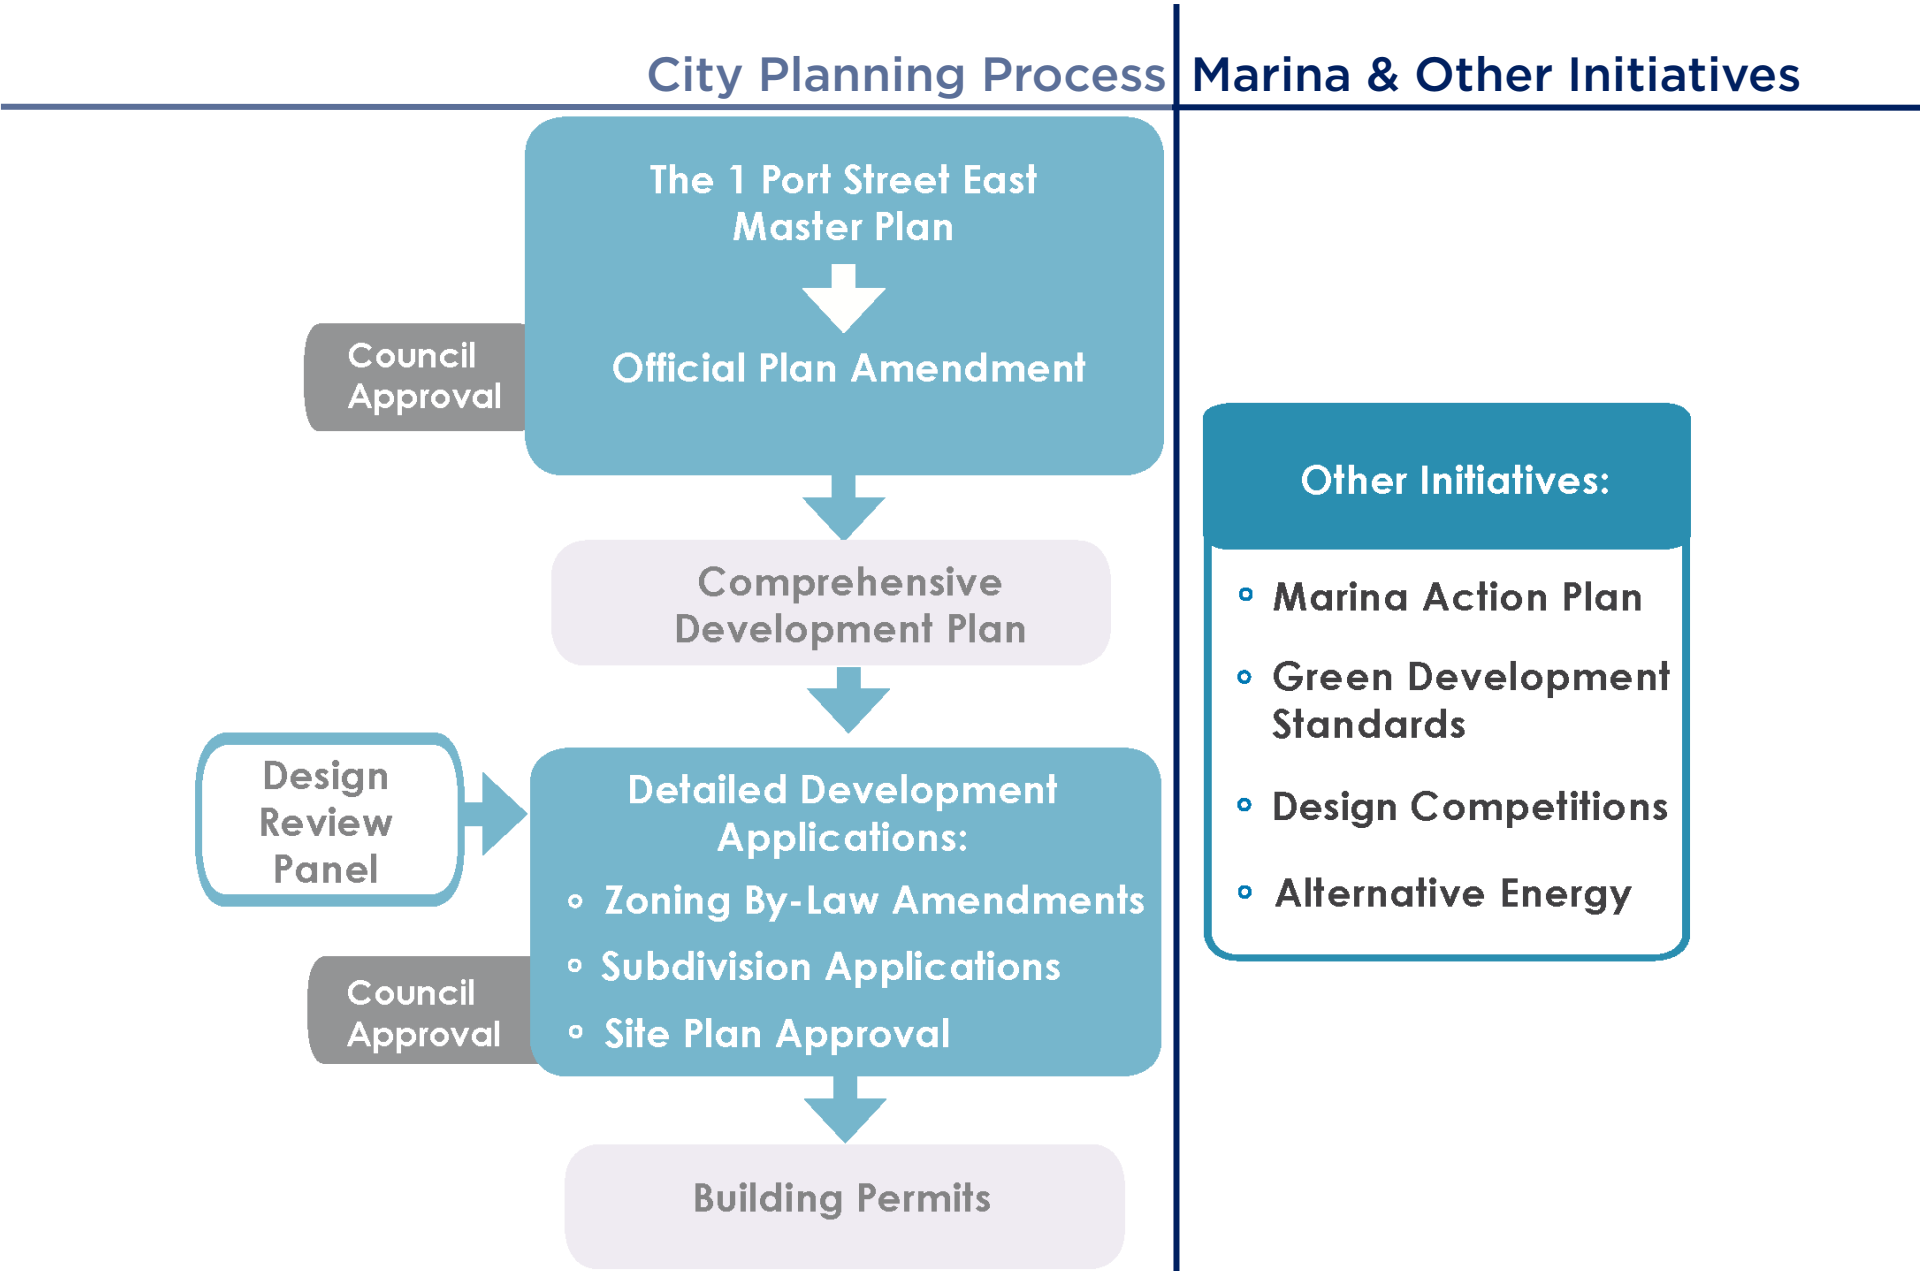 City Planning Process
Marina & Other Initiatives
The 1 Port Street East
Master Plan
Council
Approval
Official Plan Amendment
Comprehensive
Development Plan
Design
Review
Panel
Detailed Development
Applications:
Zoning By-Law Amendments
Subdivision Applications
Site Plan Approval
Council
Approval
Building Permits
Other Initiatives:
Marina Action Plan
Green Development
Standards
Design Competitions
Alternative Energy